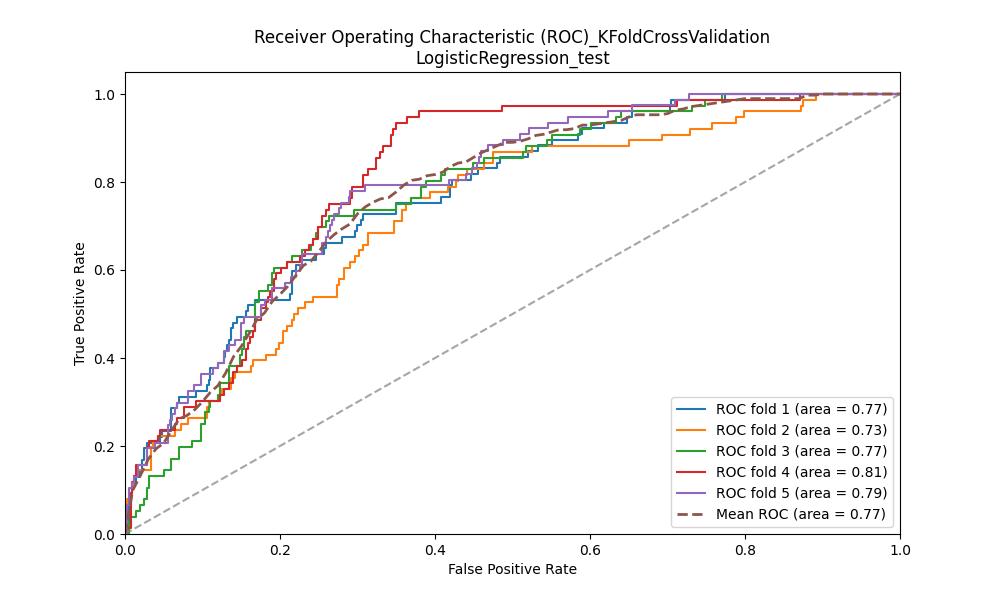 Receiver Operating Characteristic (ROC)_KFoldCrossValidation
LogisticRegression_test
True Positive Rate
1.0
0.8
0.6
0.4
0.2
0.0
ROC fold 1 (area = 0.77)
ROC fold 2 (area = 0.73)
ROC fold 3 (area = 0.77)
ROC fold 4 (area = 0.81)
ROC fold 5 (area = 0.79)
Mean ROC (area = 0.77)
0.0 0.2 0.4 0.6 0.8 1.0
False Positive Rate